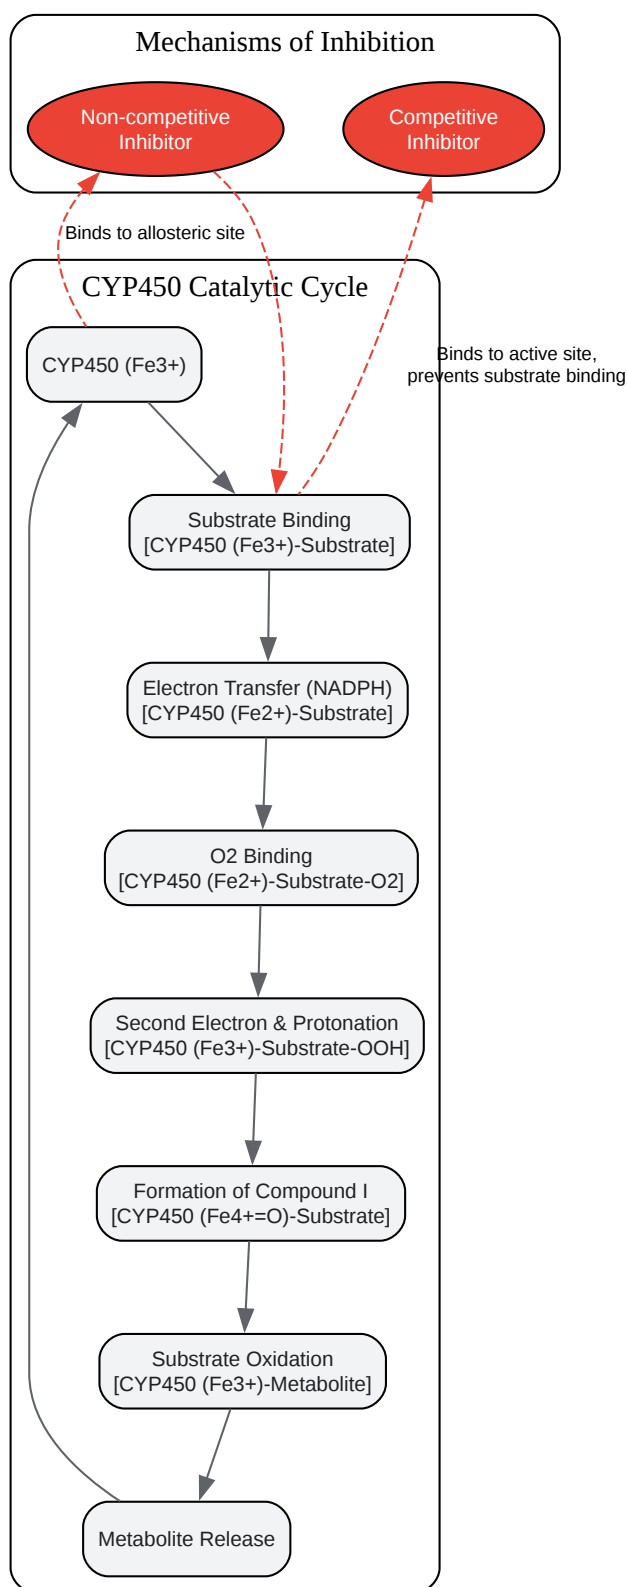 Mechanisms of Inhibition
Non-competitive
Inhibitor
Competitive
Inhibitor
Binds to allosteric site
CYP450 Catalytic Cycle
Binds to active site,
prevents substrate binding
CYP450 (Fe3+)
Substrate Binding
[CYP450 (Fe3+)-Substrate]
Electron Transfer (NADPH)
[CYP450 (Fe2+)-Substrate]
O2 Binding
[CYP450 (Fe2+)-Substrate-O2]
Second Electron & Protonation
[CYP450 (Fe3+)-Substrate-OOH]
Formation of Compound I
[CYP450 (Fe4+=O)-Substrate]
Substrate Oxidation
[CYP450 (Fe3+)-Metabolite]
Metabolite Release